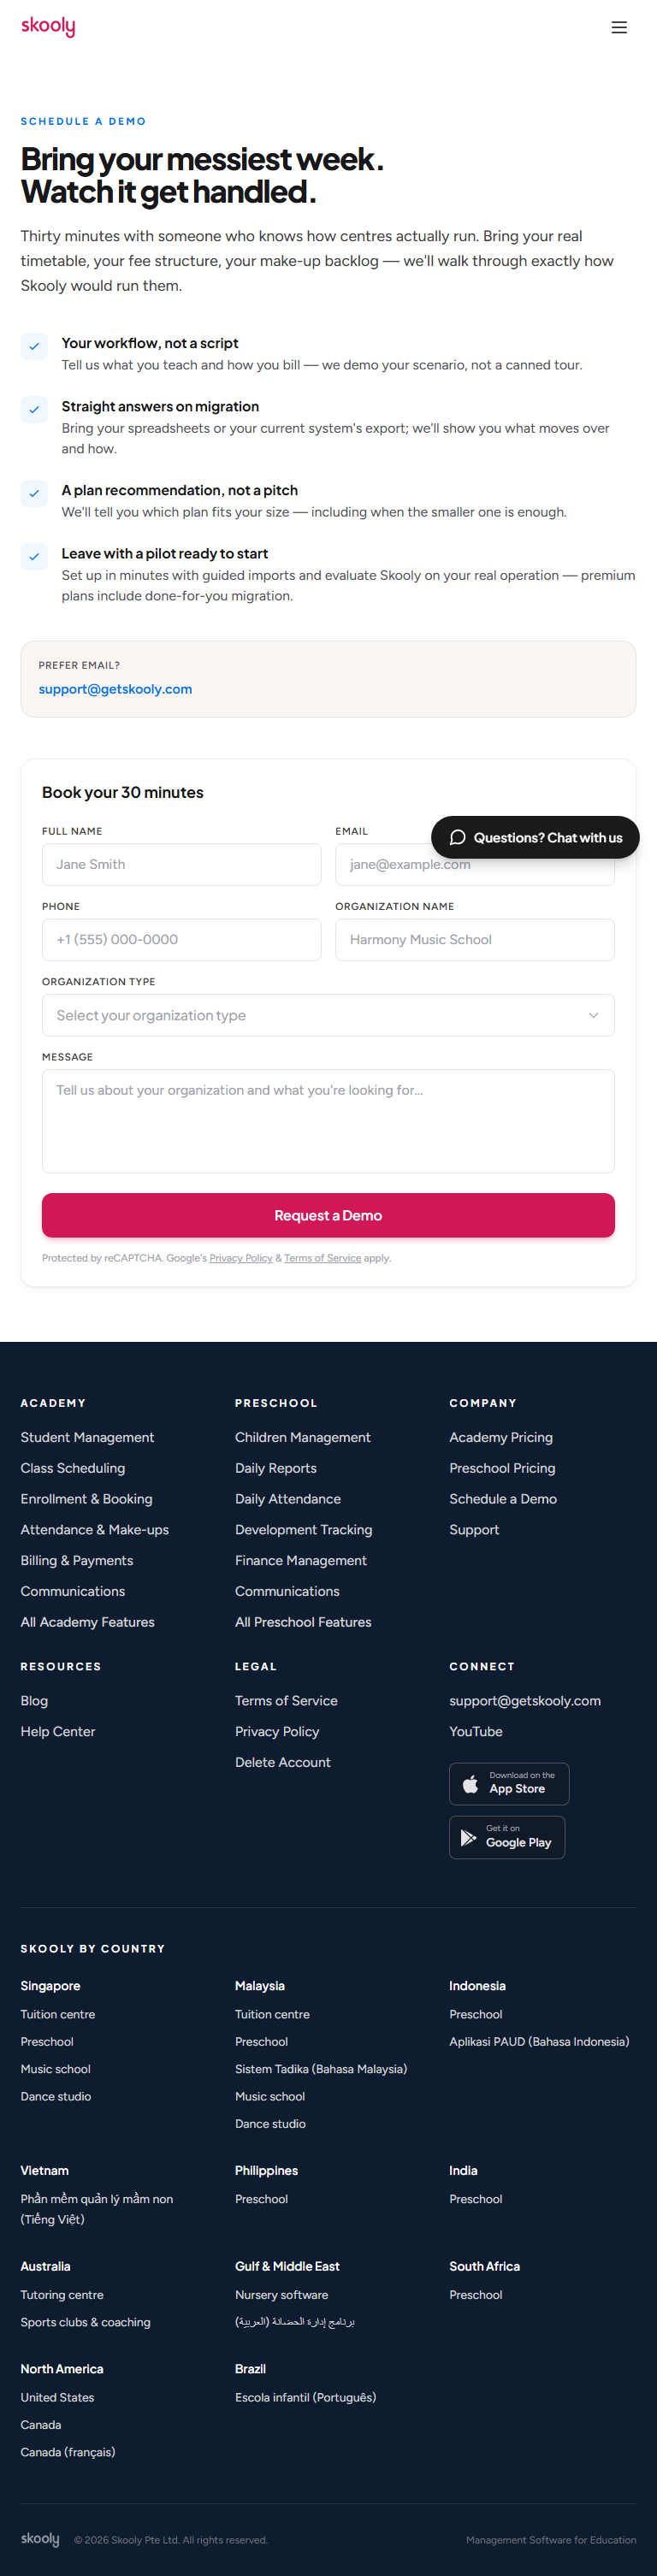 skooly
SCHEDULE A DEMO
Bring your messiest week.
Watch it get handled.
Thirty minutes with someone who knows how centres actually run. Bring your real
timetable, your fee structure, your make-up backlog — we'll walk through exactly how
Skooly would run them.
Your workflow, not a script
Tell us what you teach and how you bill — we demo your scenario, not a canned tour.
Straight answers on migration
Bring your spreadsheets or your current system's export; we'll show you what moves over
and how.
A plan recommendation, not a pitch
We'll tell you which plan fits your size — including when the smaller one is enough.
Leave with a pilot ready to start
Set up in minutes with guided imports and evaluate Skooly on your real operation — premium
plans include done-for-you migration.
PREFER EMAIL?
support@getskooly.com
Book your 30 minutes
FULL NAME
EMAIL
Questions? Chat with us
Jane Smith
jane@example.com
PHONE
ORGANIZATION NAME
+1 (555) 000-0000
Harmony Music School
ORGANIZATION TYPE
Select your organization type
MESSAGE
Tell us about your organization and what you're looking for...
Request a Demo
Protected by reCAPTCHA. Google's Privacy Policy & Terms of Service apply.
ACADEMY
Student Management
Class Scheduling
Enrollment & Booking
Attendance & Make-ups
Billing & Payments
Communications
All Academy Features
PRESCHOOL
Children Management
Daily Reports
Daily Attendance
Development Tracking
Finance Management
Communications
All Preschool Features
COMPANY
Academy Pricing
Preschool Pricing
Schedule a Demo
Support
RESOURCES
Blog
Help Center
LEGAL
Terms of Service
Privacy Policy
Delete Account
CONNECT
support@getskooly.com
YouTube
Download on the
App Store
Get it on
Google Play
SKOOLY BY COUNTRY
Singapore
Tuition centre
Preschool
Music school
Dance studio
Malaysia
Tuition centre
Preschool
Sistem Tadika (Bahasa Malaysia)
Music school
Dance studio
Indonesia
Preschool
Aplikasi PAUD (Bahasa Indonesia)
Vietnam
Phần mềm quản lý mầm non
(Tiếng Việt)
Philippines
Preschool
India
Preschool
Australia
Tutoring centre
Sports clubs & coaching
Gulf & Middle East
Nursery software
برنامج إدارة الحضانة (العربية)
South Africa
Preschool
North America
United States
Canada
Canada (français)
Brazil
Escola infantil (Português)
skooly
© 2026 Skooly Pte Ltd. All rights reserved.
Management Software for Education